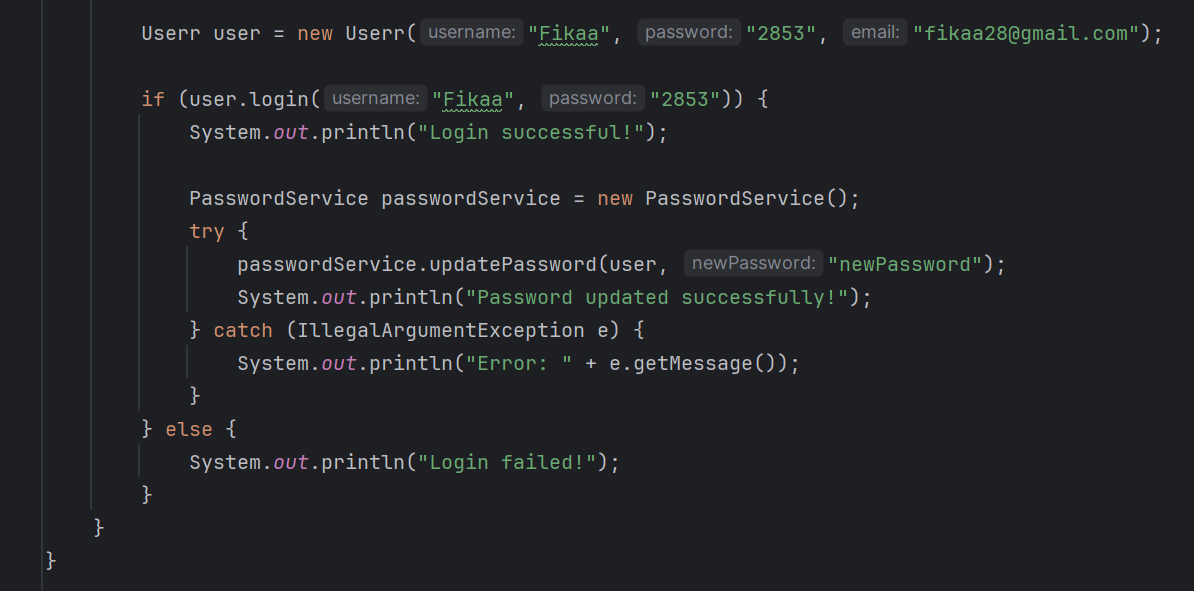 Userr user = new Userr( username: "Fikaa", password: "2853", email: "fikaa28@gmail.com");
if (user.login( username: "Fikaa", password: "2853")) {
System.out.println("Login successful!");
PasswordService passwordService = new PasswordService();
try {
passwordService.updatePassword(user, newPassword: "newPassword");
System.out.println("Password updated successfully!");
} catch (IllegalArgumentException e) {
System.out.println("Error: " + e.getMessage());
}
} else {
System.out.println("Login failed!");
}
}
}